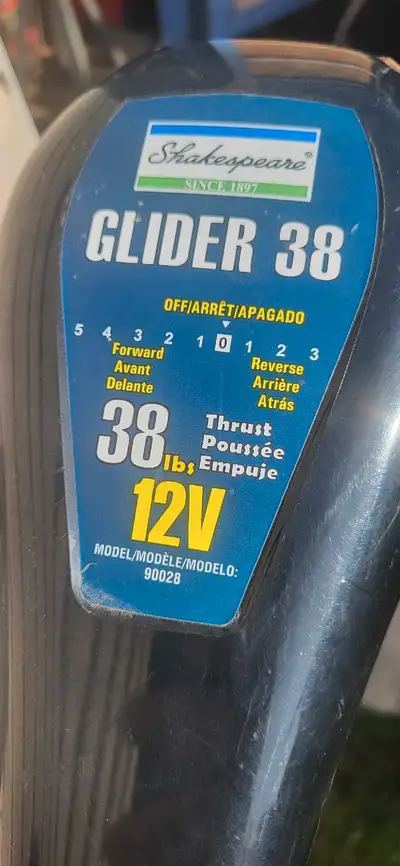 Shakespeare®
SINCE 1897
GLIDER 38
OFF/ARRÊT/APAGADO
5 4 3 2 1 0 1 2 3
Forward
Avant
Delante
Reverse
Arrière
Atrás
38 lbs
Thrust
Poussée
Empuje
12V
MODEL/MODÈLE/MODELO:
90028